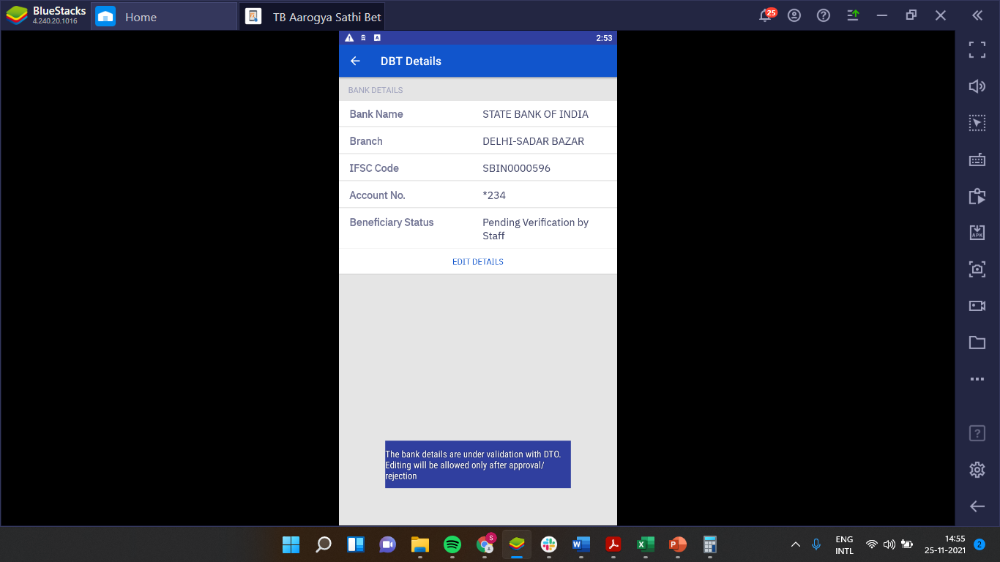 BlueStacks
4.240.20.1016
Home
TB Aarogya Sathi Bet
25
2:53
DBT Details
BANK DETAILS
Bank Name STATE BANK OF INDIA
Branch DELHI-SADAR BAZAR
IFSC Code SBIN0000596
Account No. *234
Beneficiary Status Pending Verification by
Staff
EDIT DETAILS
The bank details are under validation with DTO.
Editing will be allowed only after approval/
rejection
APK
S
ENG
INTL
14:55
25-11-2021
2